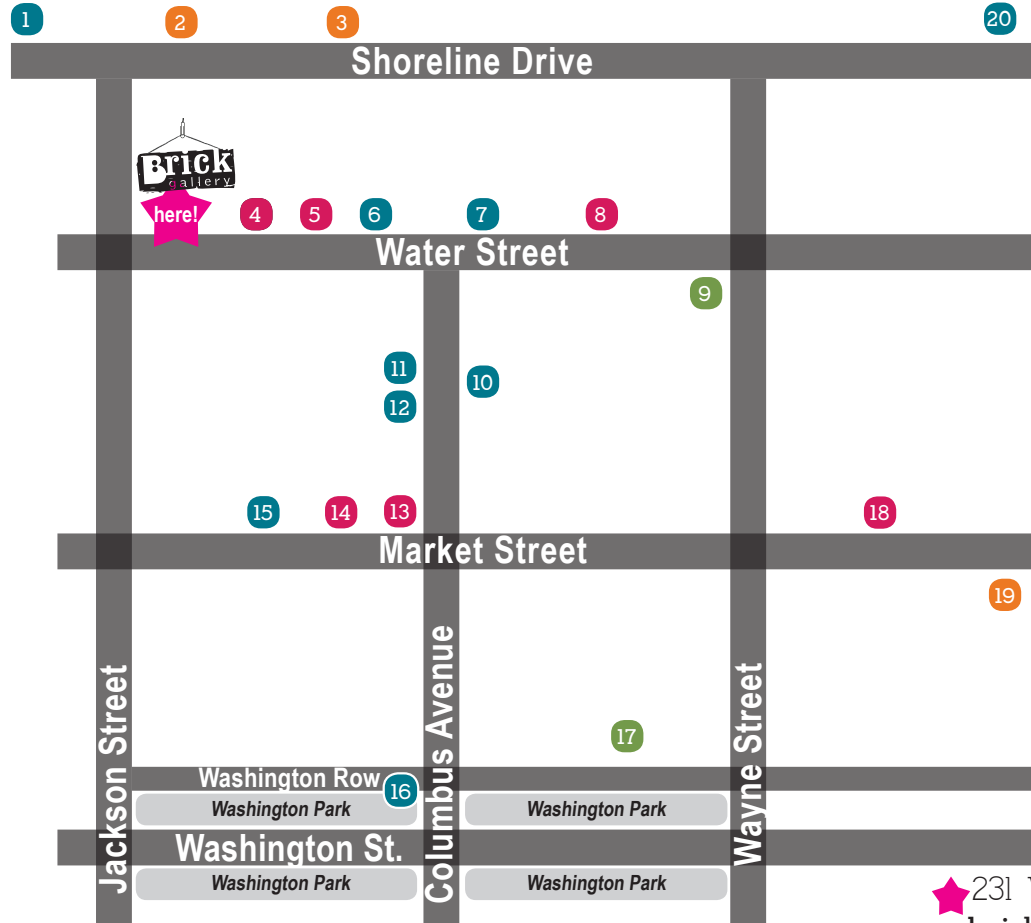 1
2
3
20
Shoreline Drive
Brick
gallery
here!
4
5
6
7
8
Water Street
9
11
10
12
15
14
13
18
Market Street
19
Jackson Street
Columbus Avenue
Wayne Street
17
Washington Row
16
Washington Park
Washington Park
Washington St.
Washington Park
Washington Park
231